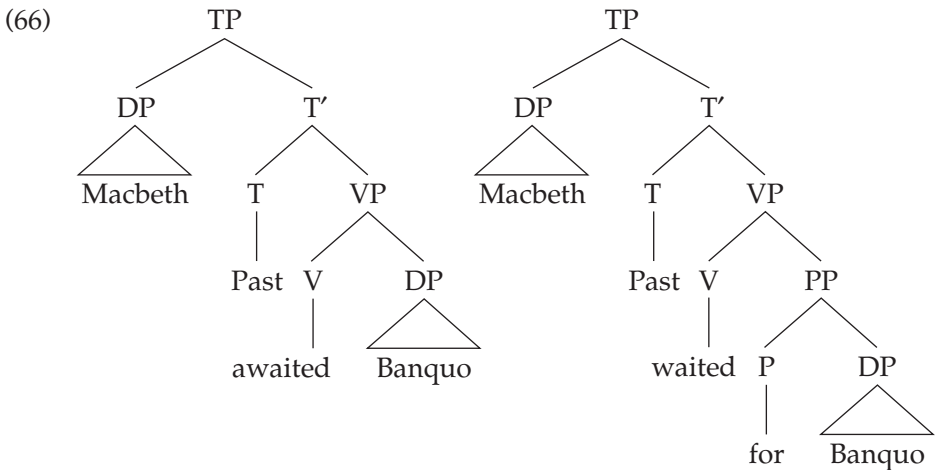 (66) TP TP
DP T′ DP T′
Macbeth T VP Macbeth T VP
Past V DP Past V PP
awaited Banquo waited P DP
for Banquo